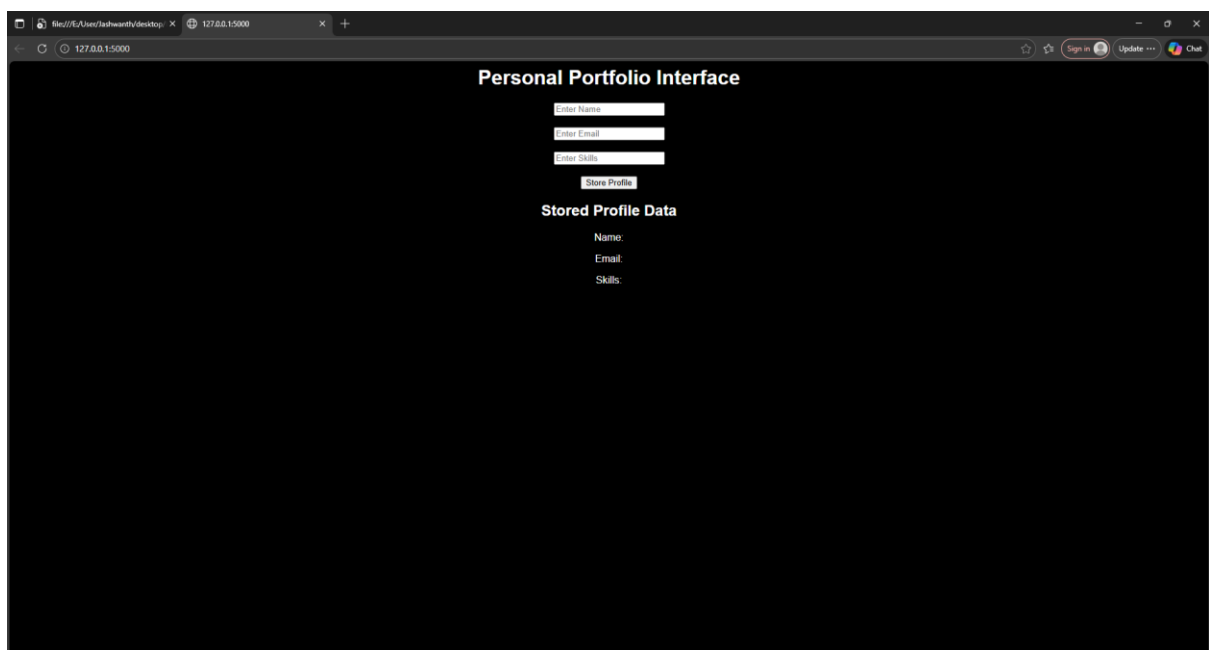 file:///E:/User/Jashwanth/desktop/
127.0.0.1:5000
127.0.0.1:5000
Sign in
Update
Chat
Personal Portfolio Interface
Enter Name
Enter Email
Enter Skills
Store Profile
Stored Profile Data
Name:
Email:
Skills: